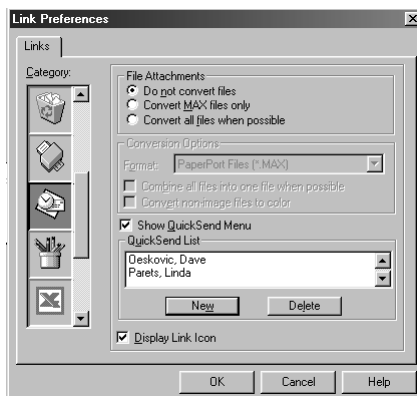 Link Preferences
Links
Category:
File Attachments
Do not convert files
Convert MAX files only
Convert all files when possible
Conversion Options
Format: PaperPort Files (*.MAX)
Combine all files into one file when possible
Convert non-image files to color
Show QuickSend Menu
QuickSend List
Oeskovic, Dave
Parets, Linda
New Delete
Display Link Icon
OK Cancel Help